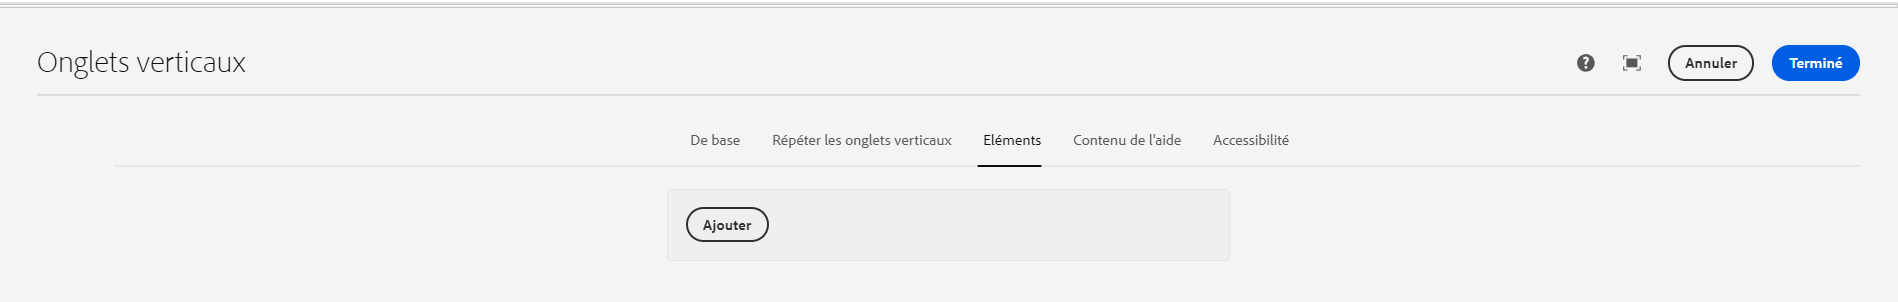 Onglets verticaux
Annuler
Terminé
De base
Répéter les onglets verticaux
Eléments
Contenu de l'aide
Accessibilité
Ajouter